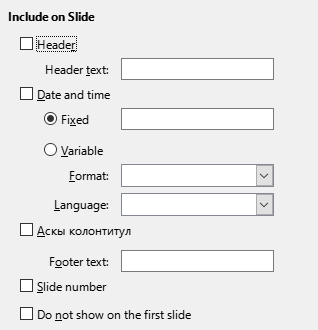 Include on Slide
Header
Header text:
Date and time
Fixed
Variable
Format:
Language:
Аскы колонтитул
Footer text:
Slide number
Do not show on the first slide